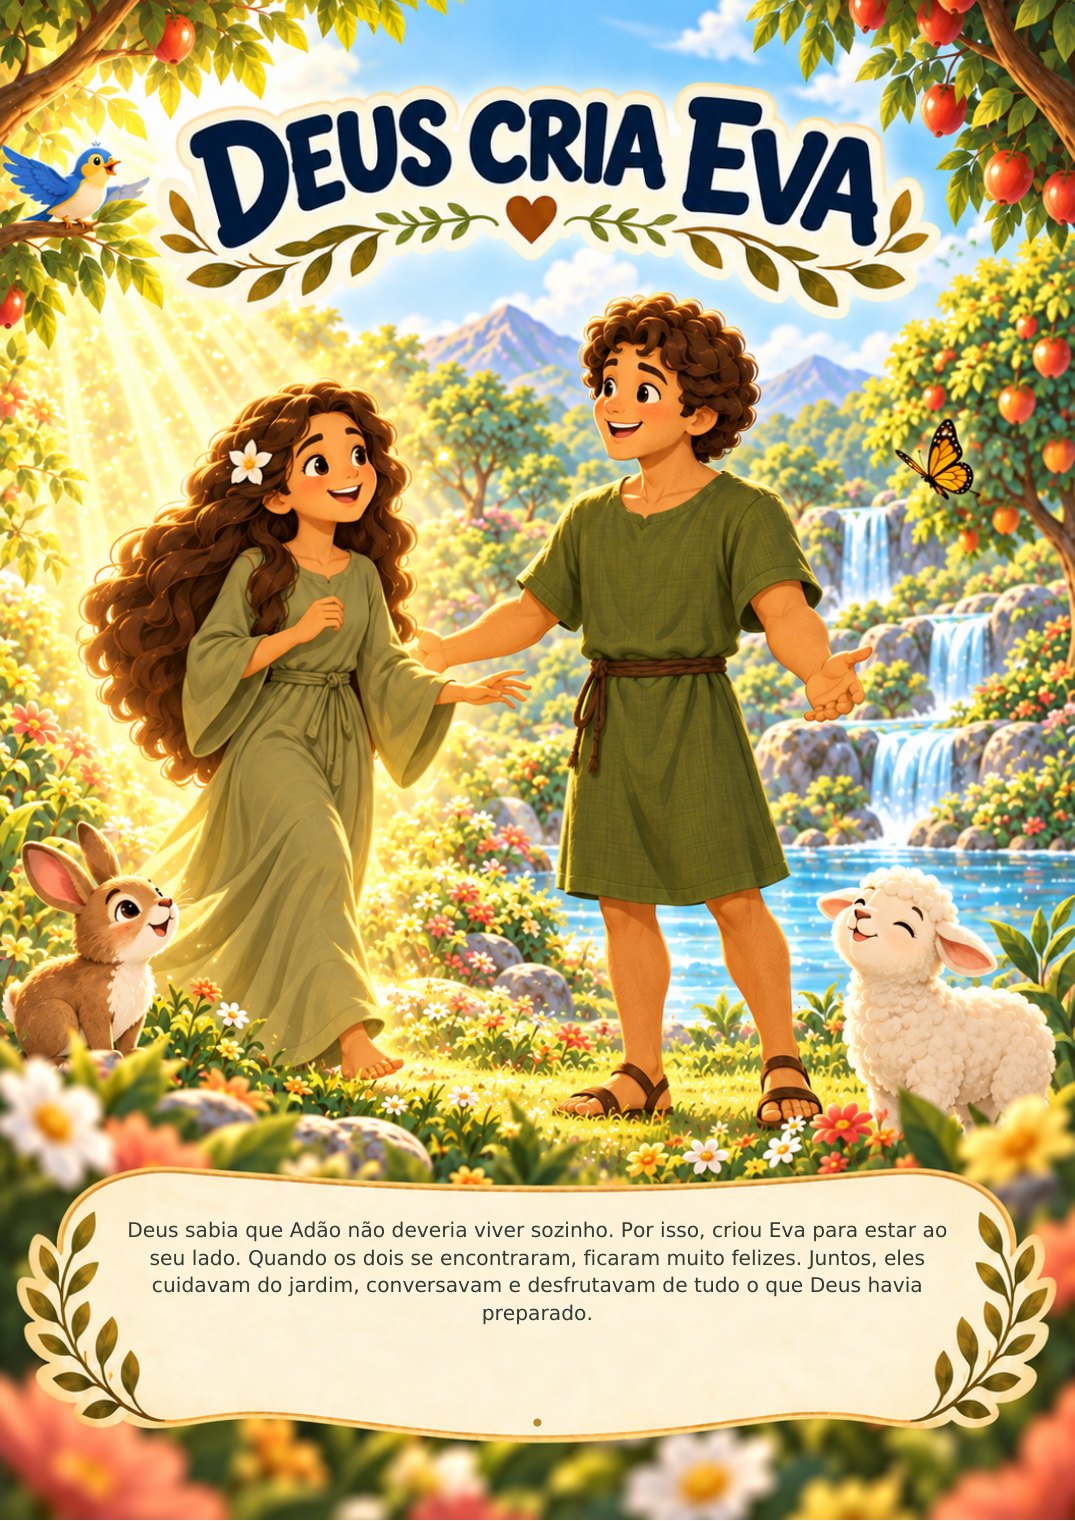 DEUS CRIA EVA
Deus sabia que Adão não deveria viver sozinho. Por isso, criou Eva para estar ao
seu lado. Quando os dois se encontraram, ficaram muito felizes. Juntos, eles
cuidavam do jardim, conversavam e desfrutavam de tudo o que Deus havia
preparado.